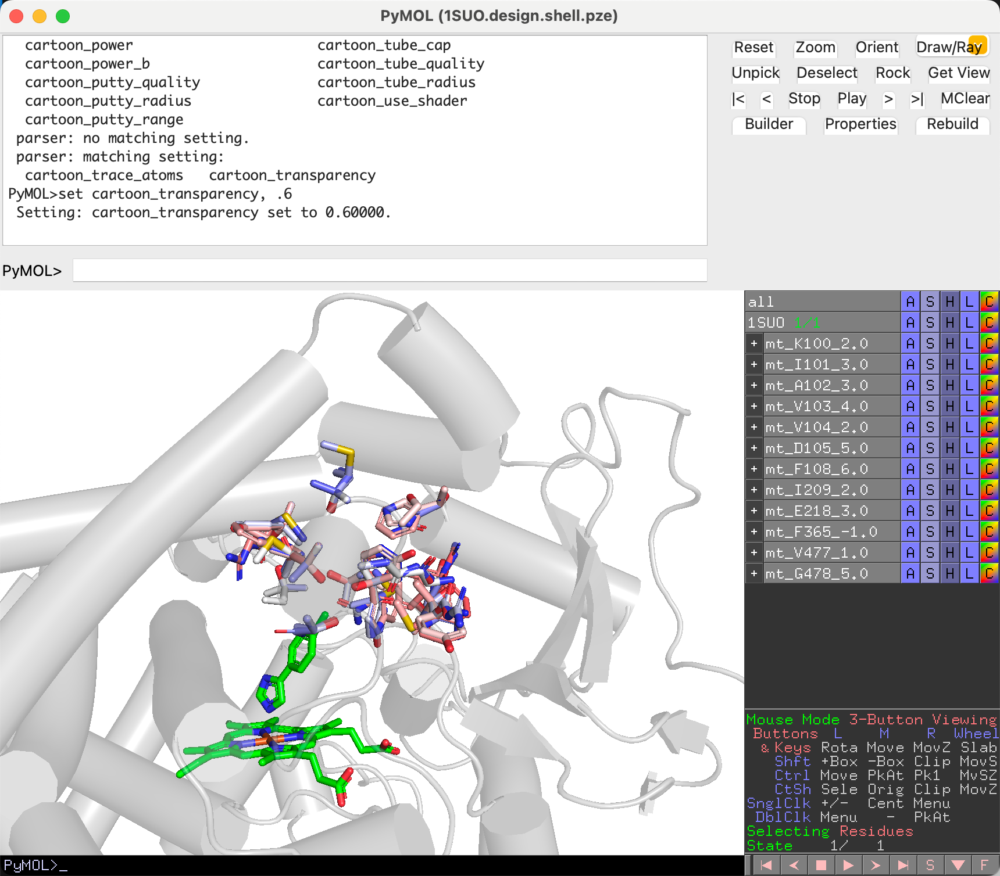 PyMOL (1SUO.design.shell.pze)
cartoon_power cartoon_tube_cap
cartoon_power_b cartoon_tube_quality
cartoon_putty_quality cartoon_tube_radius
cartoon_putty_radius cartoon_use_shader
cartoon_putty_range
parser: no matching setting.
parser: matching setting:
cartoon_trace_atoms cartoon_transparency
PyMOL>set cartoon_transparency, .6
Setting: cartoon_transparency set to 0.60000.
PyMOL>
Reset Zoom Orient Draw/Ray
Unpick Deselect Rock Get View
|< < Stop Play > >| MClear
Builder Properties Rebuild
all A S H L C
1SUO 1/1 A S H L C
+ mt_K100_2.0 A S H L C
+ mt_I101_3.0 A S H L C
+ mt_A102_3.0 A S H L C
+ mt_V103_4.0 A S H L C
+ mt_V104_2.0 A S H L C
+ mt_D105_5.0 A S H L C
+ mt_F108_6.0 A S H L C
+ mt_I209_2.0 A S H L C
+ mt_E218_3.0 A S H L C
+ mt_F365_-1.0 A S H L C
+ mt_V477_1.0 A S H L C
+ mt_G478_5.0 A S H L C
Mouse Mode 3-Button Viewing
Buttons L M R Wheel
& Keys Rota Move MovZ Slab
Shft +Box -Box Clip MovS
Ctrl Move PkAt Pk1 MvSZ
CtSh Sele Orig Clip MovZ
SnglClk +/- Cent Menu
DblClk Menu - PkAt
Selecting Residues
State 1/ 1
PyMOL>_
S F